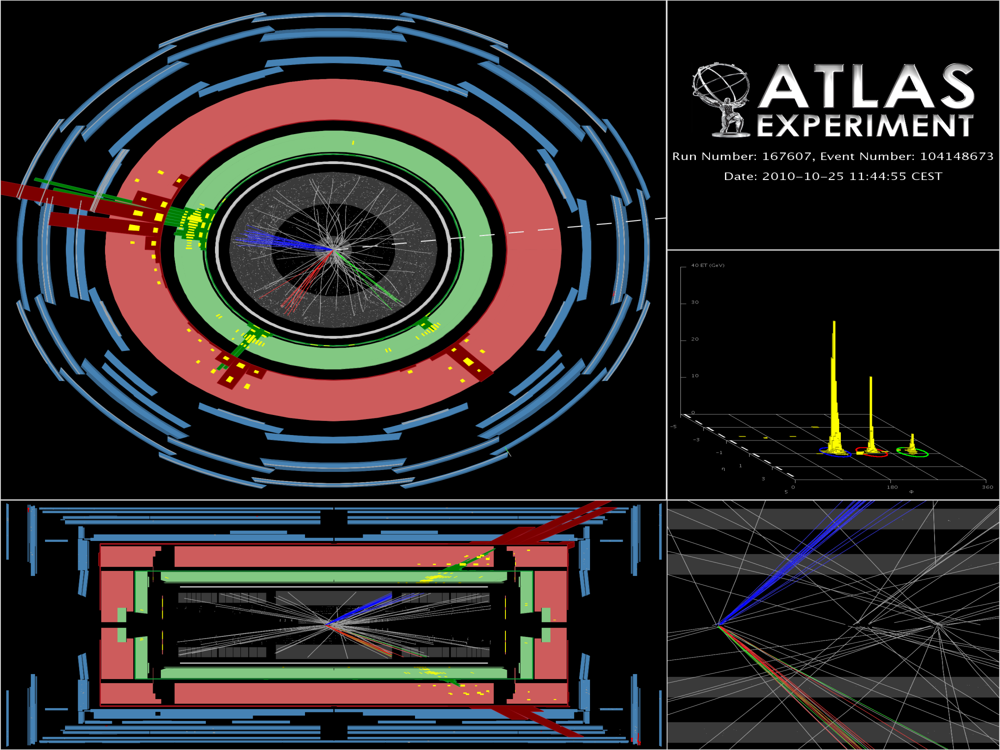 ATLAS
EXPERIMENT
Run Number: 167607, Event Number: 104148673
Date: 2010-10-25 11:44:55 CEST
40 ET (GeV)
30
20
10
0
-5
-3
-1
η 1
3
5
0 180 360
Φ